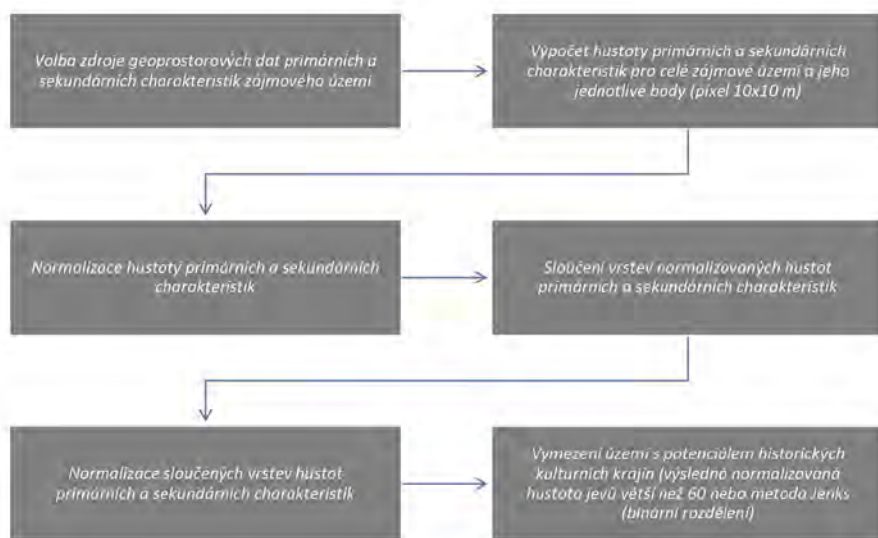 Volba zdroje geoprostorových dat primárních a
sekundárních charakteristik zájmového území
Výpočet hustoty primárních a sekundárních
charakteristik pro celé zájmové území a jeho
jednotlivé body (pixel 10x10 m)
Normalizace hustoty primárních a sekundárních
charakteristik
Sloučení vrstev normalizovaných hustot
primárních a sekundárních charakteristik
Normalizace sloučených vrstev hustot
primárních a sekundárních charakteristik
Vymezení území s potenciálem historických
kulturních krajin (výsledná normalizovaná
hustota jevů větší než 60 nebo metoda Jenks
(binární rozdělení)